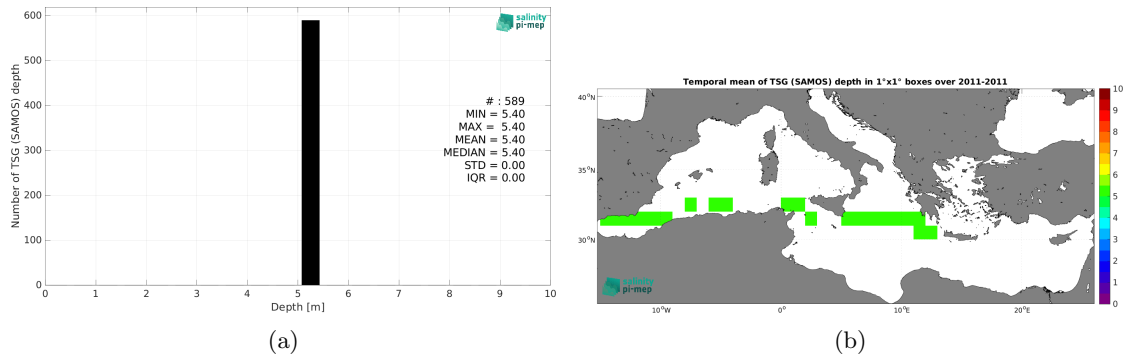 600
500
400
300
200
100
0
Number of TSG (SAMOS) depth
0 1 2 3 4 5 6 7 8 9 10
Depth [m]
salinity
pi-mep
# : 589
MIN = 5.40
MAX = 5.40
MEAN = 5.40
MEDIAN = 5.40
STD = 0.00
IQR = 0.00
(a)
Temporal mean of TSG (SAMOS) depth in 1°x1° boxes over 2011-2011
40°N
35°N
30°N
10°W 0° 10°E 20°E
salinity
pi-mep
10
9
8
7
6
5
4
3
2
1
0
(b)